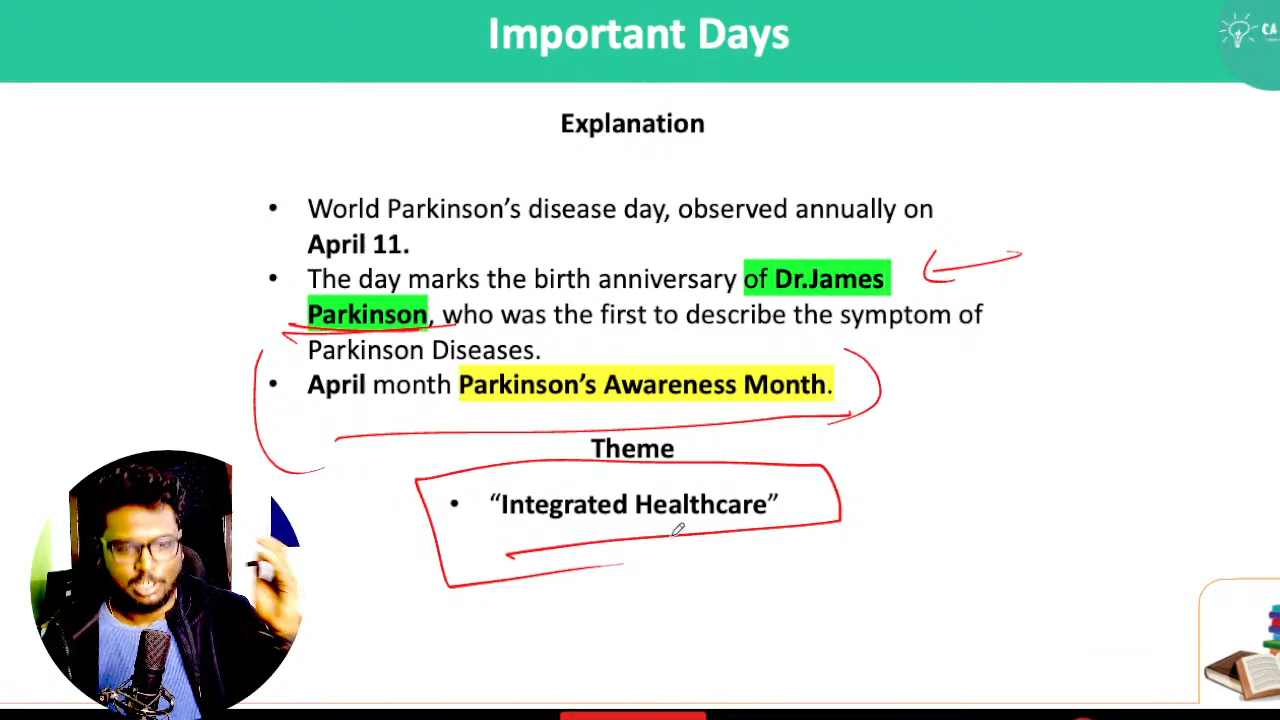 Important Days
CA
Explanation
• World Parkinson’s disease day, observed annually on
April 11.
• The day marks the birth anniversary of Dr.James
Parkinson, who was the first to describe the symptom of
Parkinson Diseases.
• April month Parkinson’s Awareness Month.
Theme
• “Integrated Healthcare”